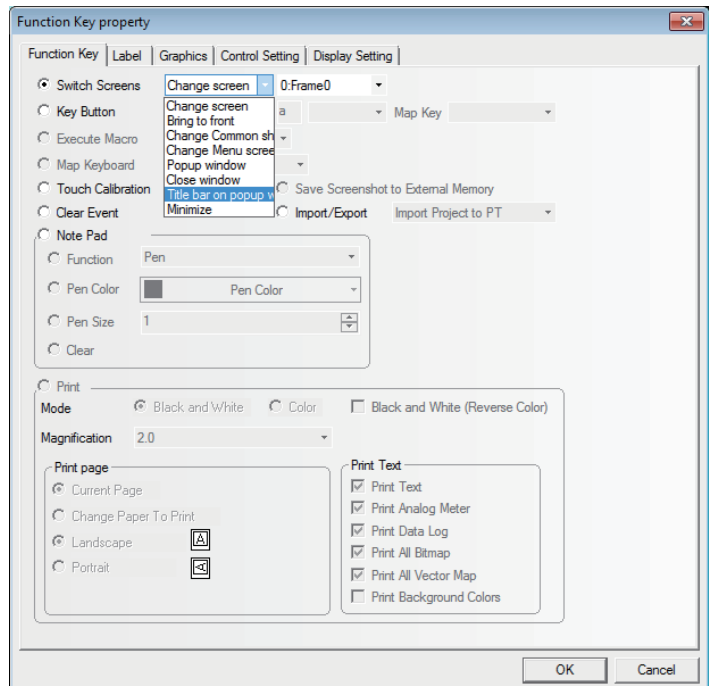 Function Key property
Function Key Label Graphics Control Setting Display Setting
Switch Screens Change screen 0:Frame0
Change screen
Key Button Bring to front a Map Key
Execute Macro Change Common sh
Change Menu scree
Map Keyboard Popup window
Close window
Touch Calibration Title bar on popup w Save Screenshot to External Memory
Clear Event Minimize Import/Export Import Project to PT
Note Pad
Function Pen
Pen Color Pen Color
Pen Size 1
Clear
Print
Mode Black and White Color Black and White (Reverse Color)
Magnification 2.0
Print page
Current Page
Change Paper To Print
Landscape A
Portrait A
Print Text
Print Text
Print Analog Meter
Print Data Log
Print All Bitmap
Print All Vector Map
Print Background Colors
OK Cancel